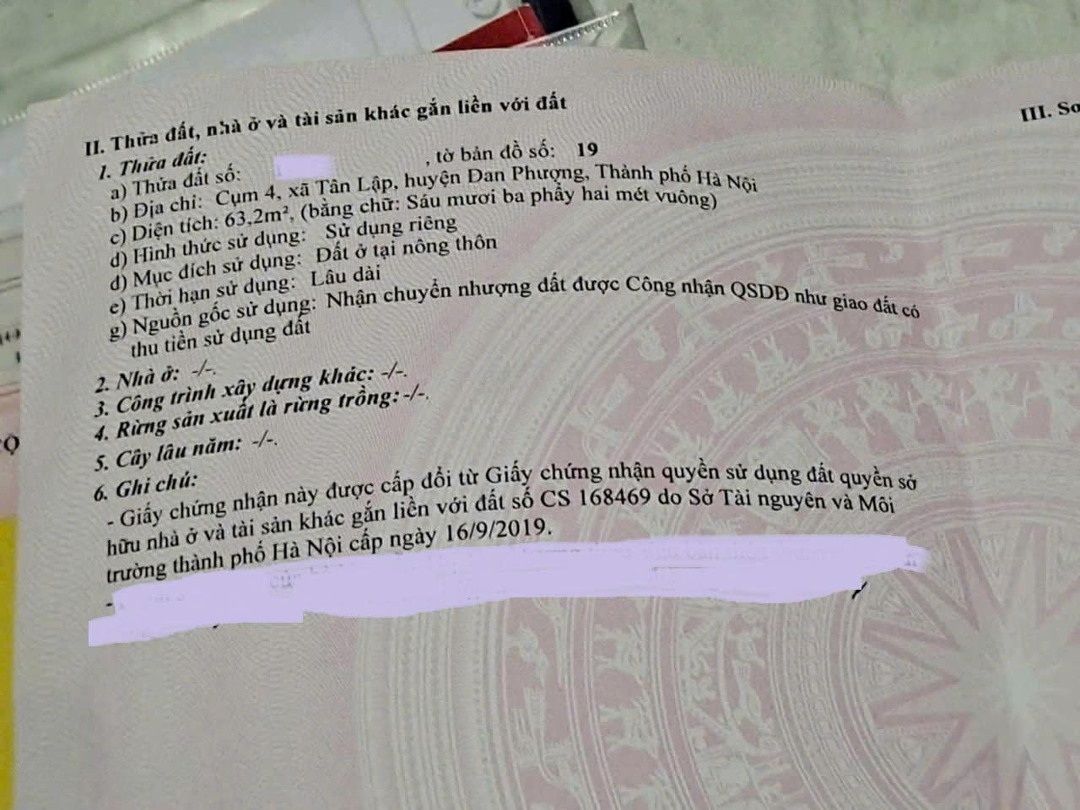 II. Thửa đất, nhà ở và tài sản khác gắn liền với đất
III. Sơ
1. Thửa đất:
a) Thửa đất số: , tờ bản đồ số: 19
b) Địa chỉ: Cụm 4, xã Tân Lập, huyện Đan Phượng, Thành phố Hà Nội
c) Diện tích: 63,2m², (bằng chữ: Sáu mươi ba phẩy hai mét vuông)
d) Hình thức sử dụng: Sử dụng riêng
đ) Mục đích sử dụng: Đất ở tại nông thôn
e) Thời hạn sử dụng: Lâu dài
g) Nguồn gốc sử dụng: Nhận chuyển nhượng đất được Công nhận QSDĐ như giao đất có
thu tiền sử dụng đất
2. Nhà ở: -/-.
3. Công trình xây dựng khác: -/-.
4. Rừng sản xuất là rừng trồng: -/-.
5. Cây lâu năm: -/-.
6. Ghi chú:
- Giấy chứng nhận này được cấp đổi từ Giấy chứng nhận quyền sử dụng đất quyền sở
hữu nhà ở và tài sản khác gắn liền với đất số CS 168469 do Sở Tài nguyên và Môi
trường thành phố Hà Nội cấp ngày 16/9/2019.